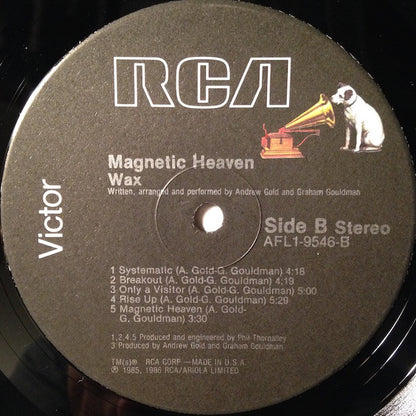 RCA
Victor
Magnetic Heaven
Wax
Written, arranged and performed by Andrew Gold and Graham Gouldman
Side B Stereo
AFL1-9546-B
1 Systematic (A. Gold-G. Gouldman) 4:18
2 Breakout (A. Gold-G. Gouldman) 4:19
3 Only a Visitor (A. Gold-G. Gouldman) 5:00
4 Rise Up (A. Gold-G. Gouldman) 5:29
5 Magnetic Heaven (A. Gold-
G. Gouldman) 3:30
1,2,4,5 Produced and engineered by Phil Thornalley
3 Produced by Andrew Gold and Graham Gouldman
TM(s)® RCA CORP.—MADE IN U.S.A.
℗ 1985, 1986 RCA/ARIOLA LIMITED